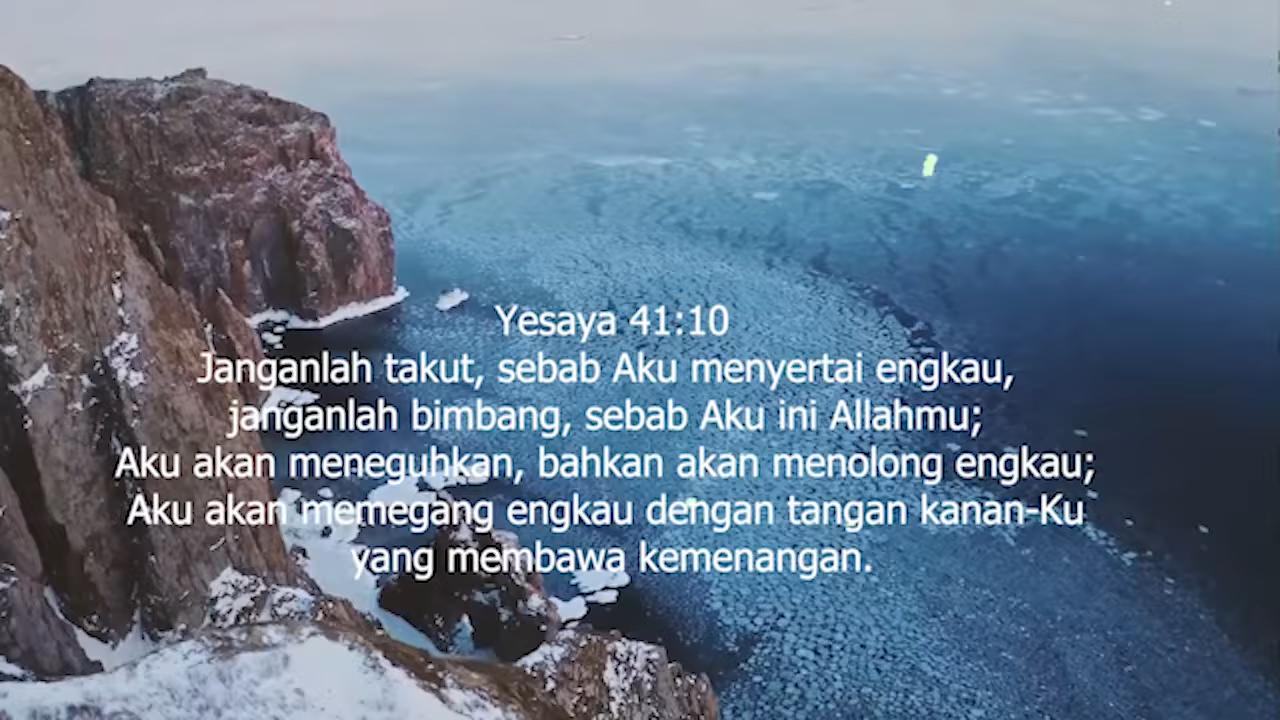 Yesaya 41:10
Janganlah takut, sebab Aku menyertai engkau,
janganlah bimbang, sebab Aku ini Allahmu;
Aku akan meneguhkan, bahkan akan menolong engkau;
Aku akan memegang engkau dengan tangan kanan-Ku
yang membawa kemenangan.